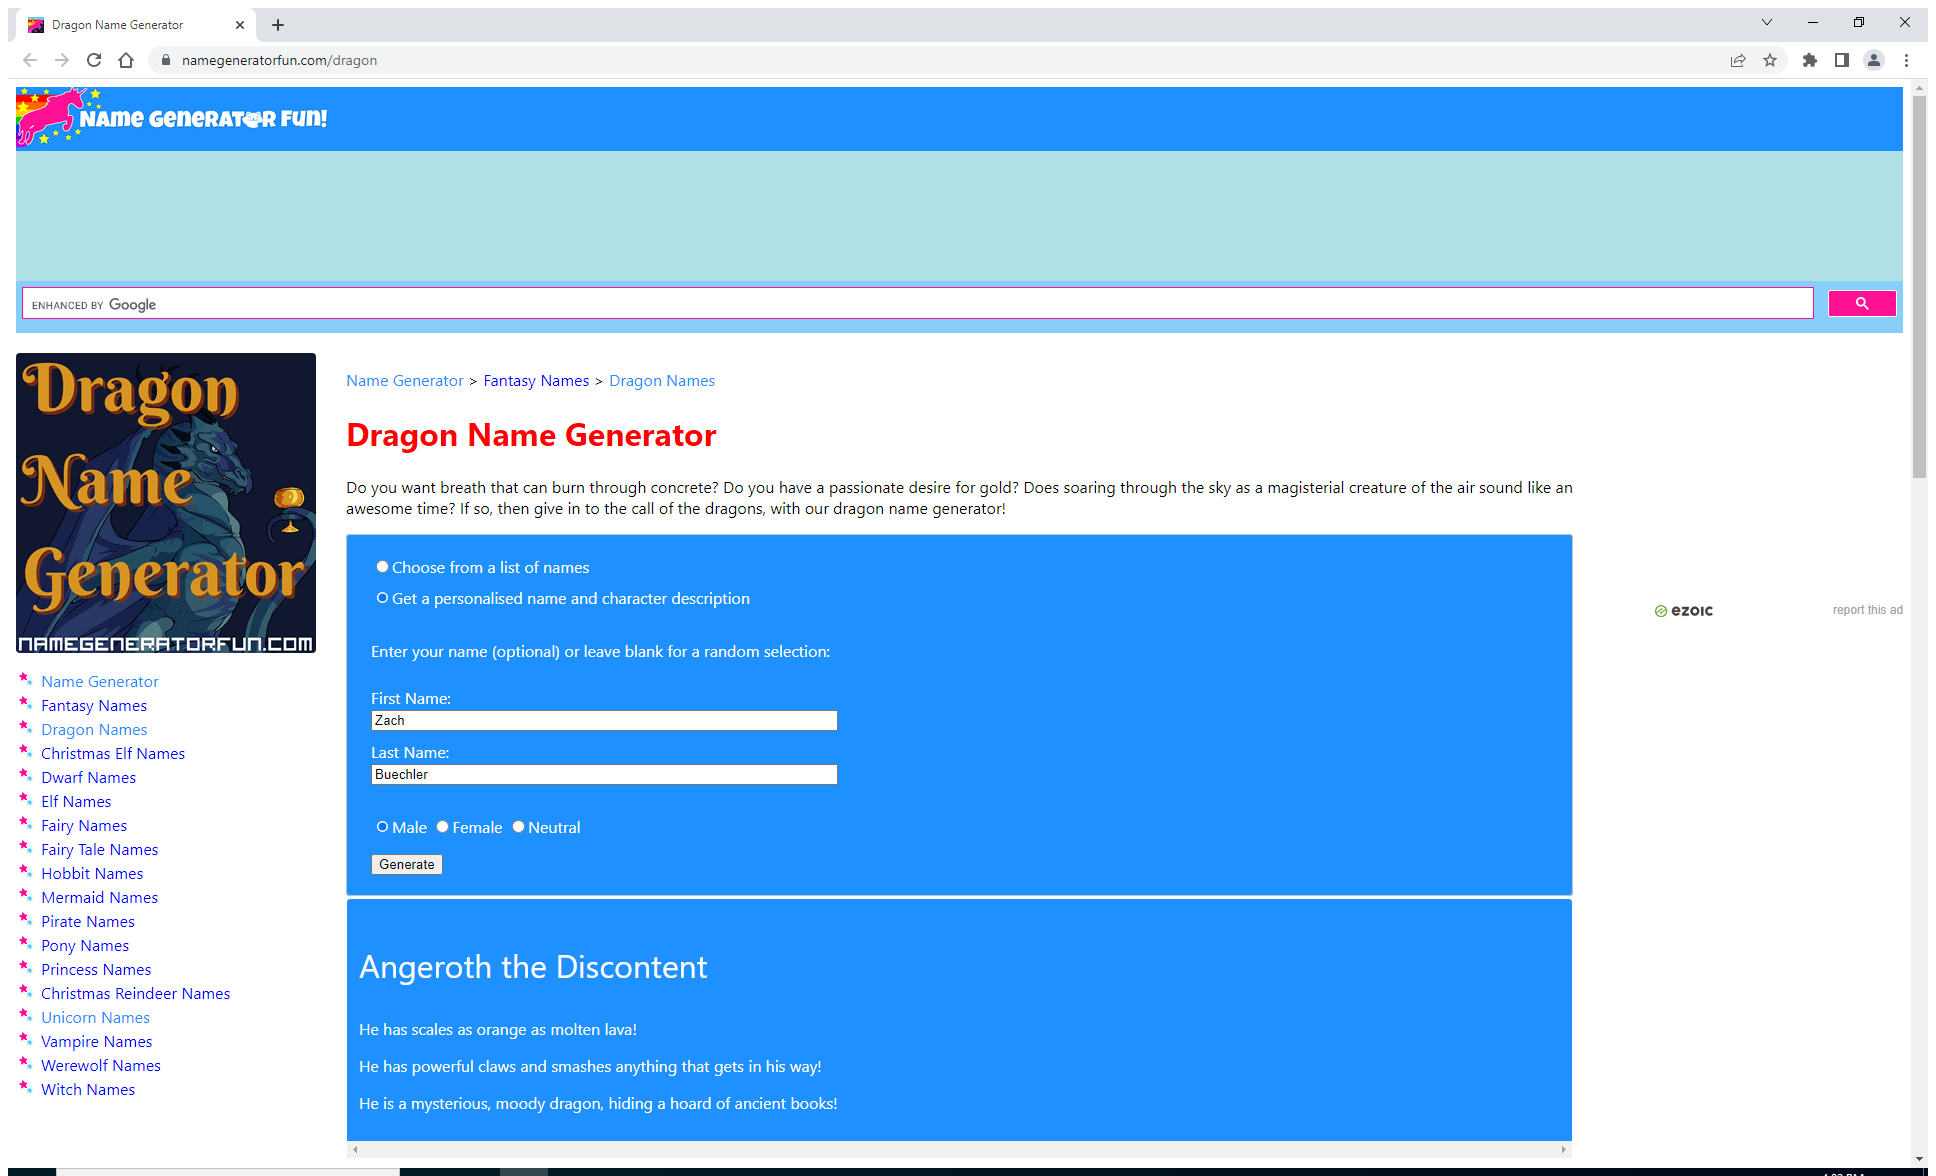 Dragon Name Generator
namegeneratorfun.com/dragon
Name Generator Fun!
ENHANCED BY Google
Dragon
Name
Generator
NAMEGENERATORFUN.COM
Name Generator
Fantasy Names
Dragon Names
Christmas Elf Names
Dwarf Names
Elf Names
Fairy Names
Fairy Tale Names
Hobbit Names
Mermaid Names
Pirate Names
Pony Names
Princess Names
Christmas Reindeer Names
Unicorn Names
Vampire Names
Werewolf Names
Witch Names
Name Generator > Fantasy Names > Dragon Names
Dragon Name Generator
Do you want breath that can burn through concrete? Do you have a passionate desire for gold? Does soaring through the sky as a magisterial creature of the air sound like an
awesome time? If so, then give in to the call of the dragons, with our dragon name generator!
Choose from a list of names
Get a personalised name and character description
Enter your name (optional) or leave blank for a random selection:
First Name:
Zach
Last Name:
Buechler
Male Female Neutral
Generate
Angeroth the Discontent
He has scales as orange as molten lava!
He has powerful claws and smashes anything that gets in his way!
He is a mysterious, moody dragon, hiding a hoard of ancient books!
ezoic
report this ad